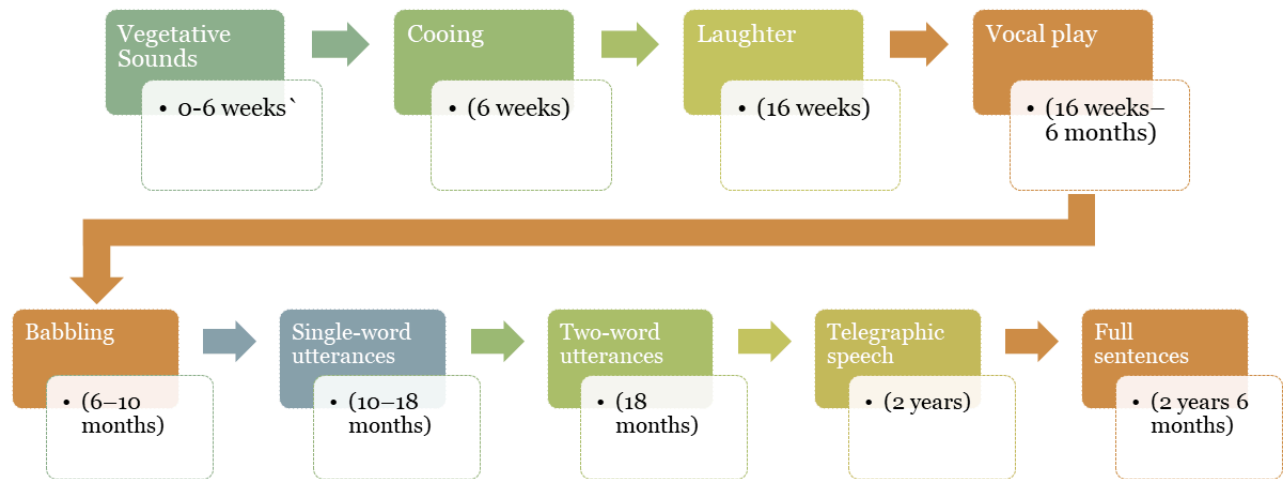 Vegetative
Sounds
• 0-6 weeks`
Cooing
• (6 weeks)
Laughter
• (16 weeks)
Vocal play
• (16 weeks–
6 months)
Babbling
• (6–10
months)
Single-word
utterances
• (10–18
months)
Two-word
utterances
• (18
months)
Telegraphic
speech
• (2 years)
Full
sentences
• (2 years 6
months)